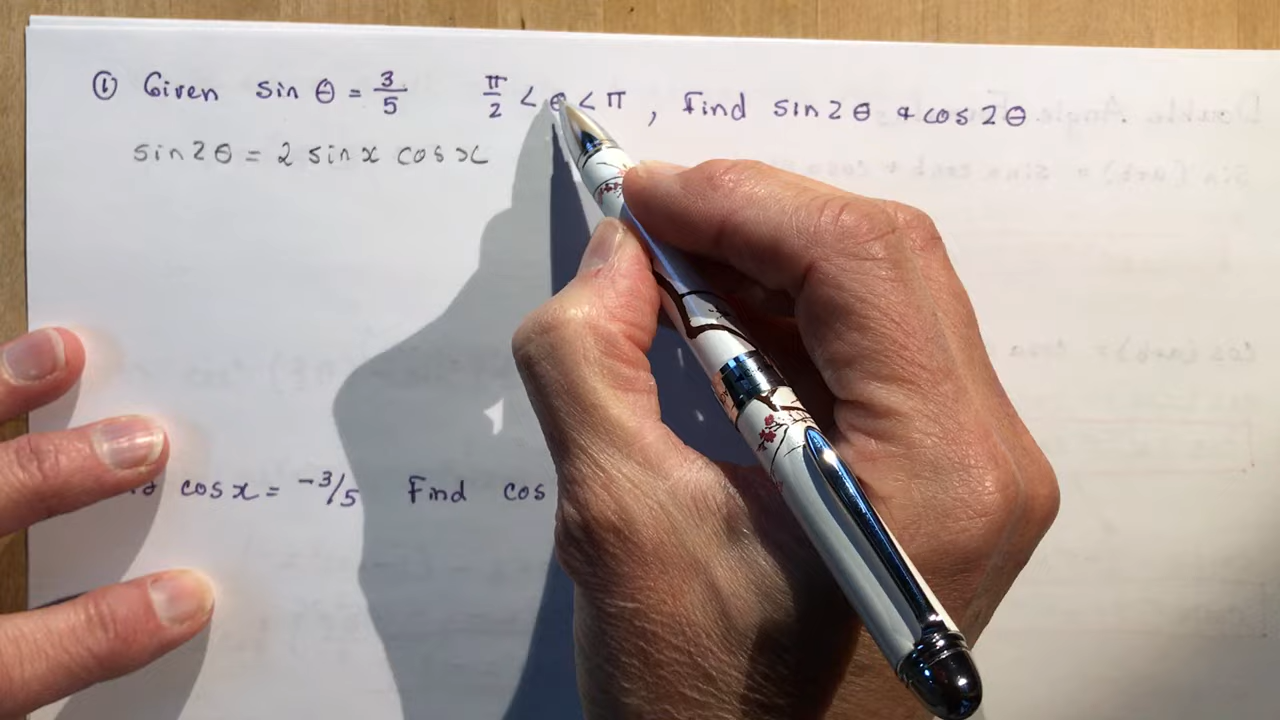 ① Given sin θ = 3/5 π/2 < θ < π , Find sin 2θ & cos 2θ
sin 2θ = 2 sin x cos x
cos x = -3/5 Find cos